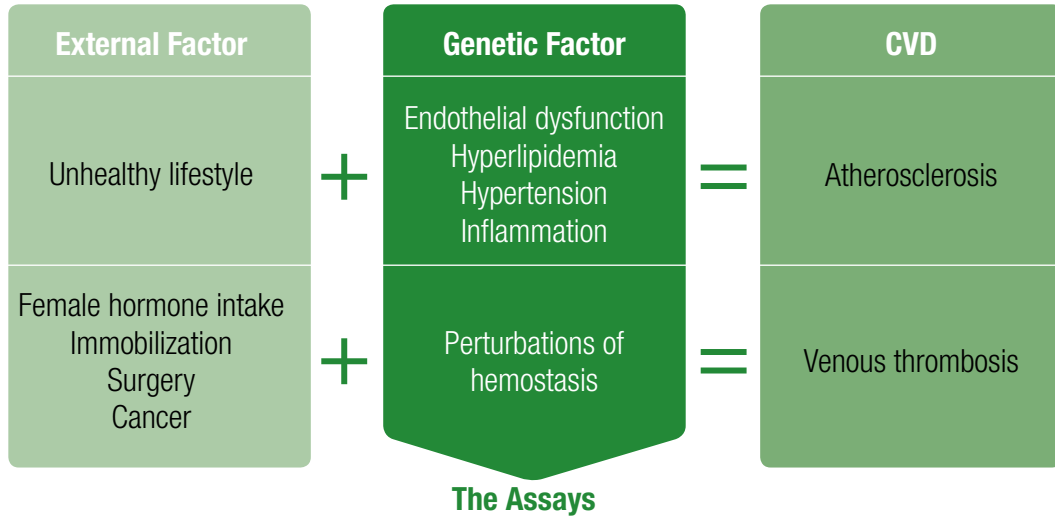 External Factor
Genetic Factor
CVD
Unhealthy lifestyle
+
Endothelial dysfunction
Hyperlipidemia
Hypertension
Inflammation
=
Atherosclerosis
Female hormone intake
Immobilization
Surgery
Cancer
+
Perturbations of
hemostasis
=
Venous thrombosis
The Assays